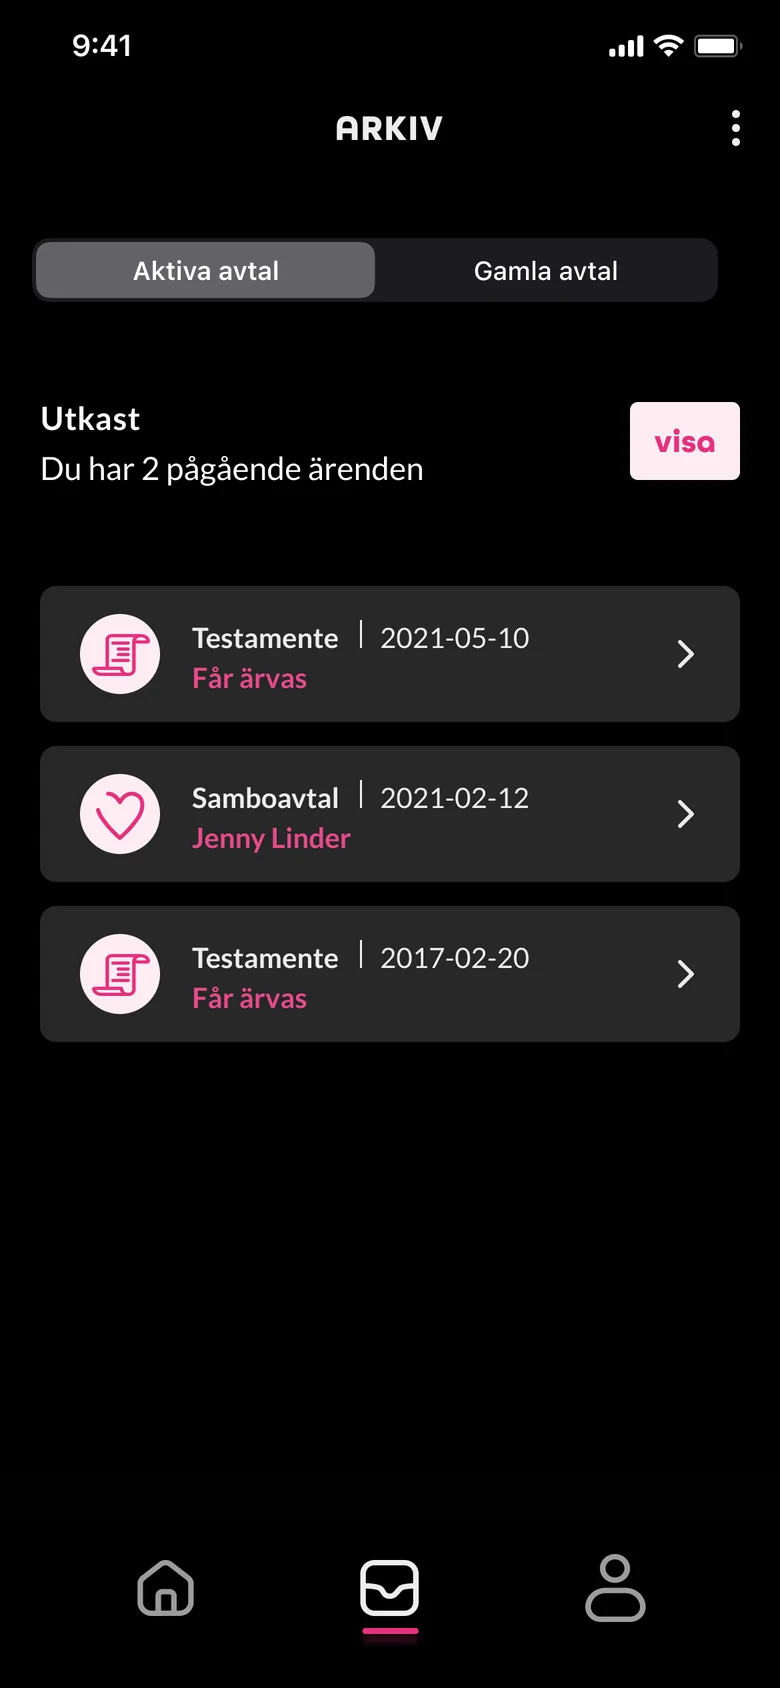 9:41
ARKIV
Aktiva avtal
Gamla avtal
Utkast
Du har 2 pågående ärenden
visa
Testamente | 2021-05-10
Får ärvas
Samboavtal | 2021-02-12
Jenny Linder
Testamente | 2017-02-20
Får ärvas